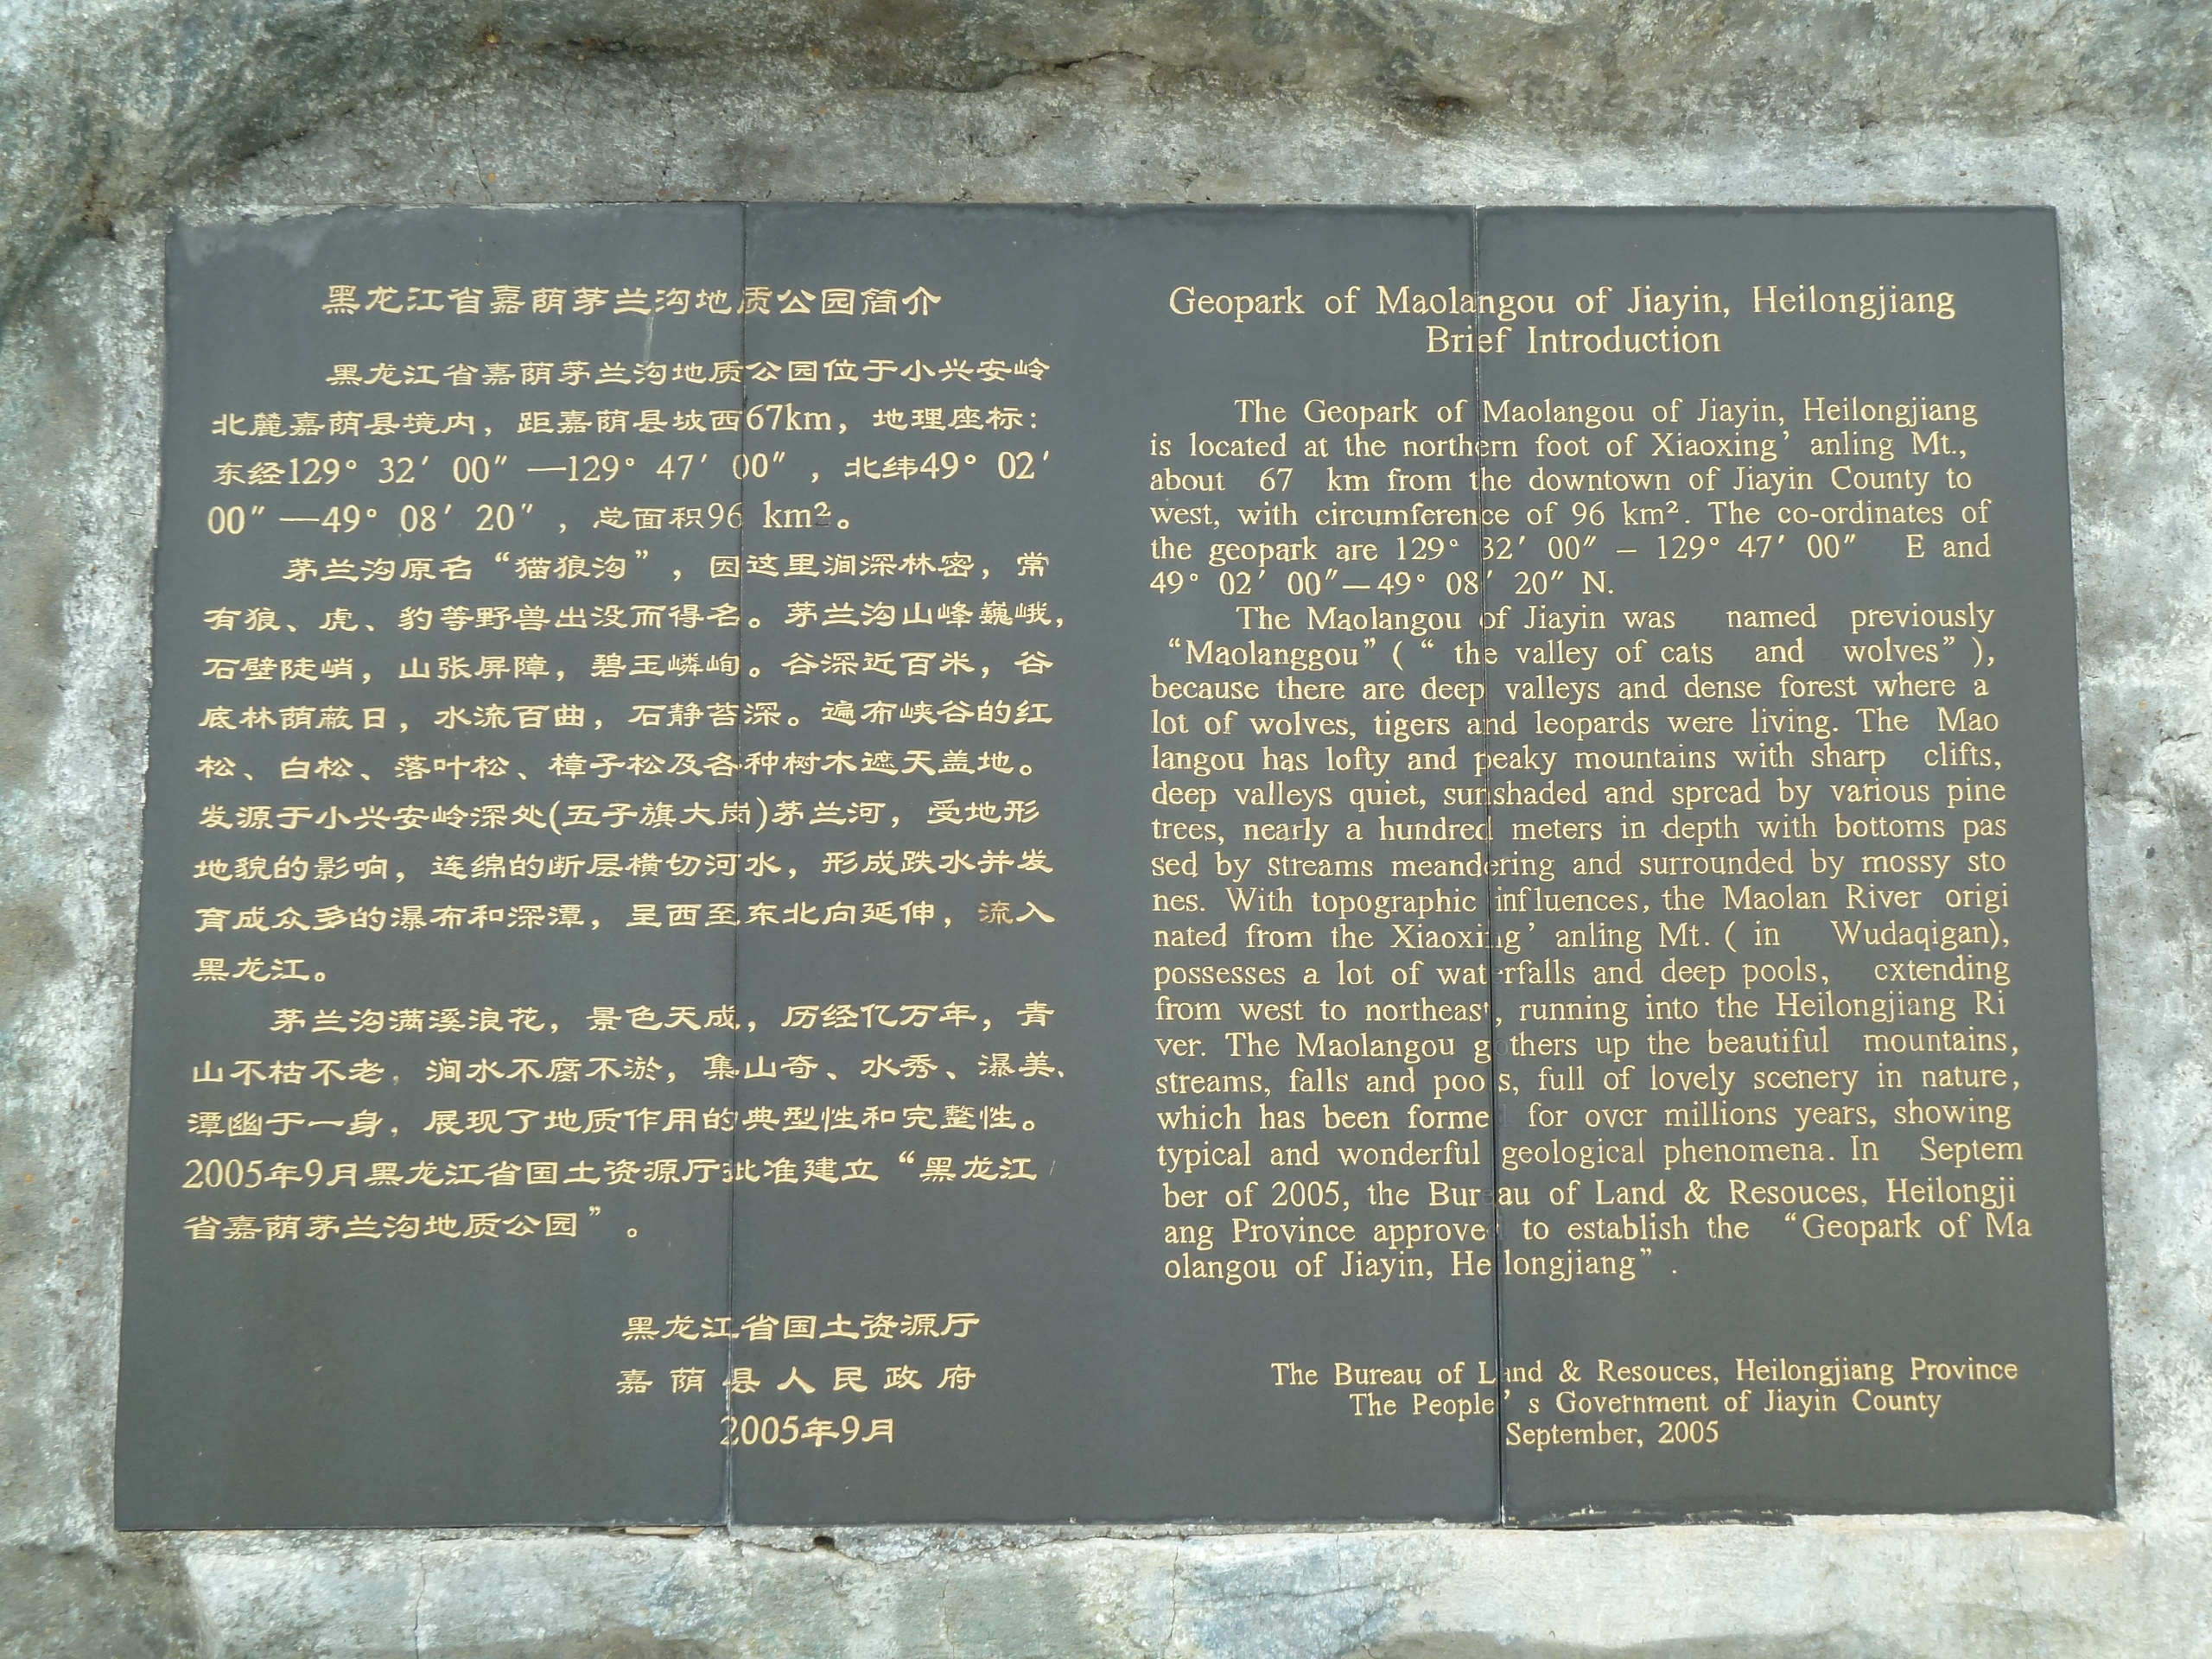 黑龙江省嘉荫茅兰沟地质公园简介
黑龙江省嘉荫茅兰沟地质公园位于小兴安岭
北麓嘉荫县境内，距嘉荫县城西67km，地理座标：
东经129° 32′ 00″ —129° 47′ 00″ ，北纬49° 02′
00″ —49° 08′ 20″ ，总面积96 km²。
茅兰沟原名“猫狼沟”，因这里涧深林密，常
有狼、虎、豹等野兽出没而得名。茅兰沟山峰巍峨，
石壁陡峭，山张屏障，碧玉嶙峋。谷深近百米，谷
底林荫蔽日，水流百曲，石静苔深。遍布峡谷的红
松、白松、落叶松、樟子松及各种树木遮天盖地。
发源于小兴安岭深处(五子旗大岗)茅兰河，受地形
地貌的影响，连绵的断层横切河水，形成跌水并发
育成众多的瀑布和深潭，呈西至东北向延伸，流入
黑龙江。
茅兰沟满溪浪花，景色天成，历经亿万年，青
山不枯不老，涧水不腐不淤，集山奇、水秀、瀑美、
潭幽于一身，展现了地质作用的典型性和完整性。
2005年9月黑龙江省国土资源厅批准建立“黑龙江
省嘉荫茅兰沟地质公园”。
黑龙江省国土资源厅
嘉荫县人民政府
2005年9月
Geopark of Maolangou of Jiayin, Heilongjiang
Brief Introduction
The Geopark of Maolangou of Jiayin, Heilongjiang
is located at the northern foot of Xiaoxing’ anling Mt.,
about 67 km from the downtown of Jiayin County to
west, with circumference of 96 km². The co-ordinates of
the geopark are 129° 32′ 00″ — 129° 47′ 00″ E and
49° 02′ 00″—49° 08′ 20″ N.
The Maolangou of Jiayin was named previously
“Maolanggou” ( “ the valley of cats and wolves” ),
because there are deep valleys and dense forest where a
lot of wolves, tigers and leopards were living. The Mao
langou has lofty and peaky mountains with sharp clifts,
deep valleys quiet, sunshaded and sprcad by various pine
trees, nearly a hundred meters in depth with bottoms pas
sed by streams meandering and surrounded by mossy sto
nes. With topographic influences, the Maolan River origi
nated from the Xiaoxing’ anling Mt. ( in Wudaqigan),
possesses a lot of waterfalls and deep pools, cxtending
from west to northeast, running into the Heilongjiang Ri
ver. The Maolangou gothers up the beautiful mountains,
streams, falls and pools, full of lovely scenery in nature,
which has been formed for ovcr millions years, showing
typical and wonderful geological phenomena. In Septem
ber of 2005, the Bureau of Land & Resouces, Heilongji
ang Province approved to establish the “Geopark of Ma
olangou of Jiayin, Heilongjiang” .
The Bureau of Land & Resouces, Heilongjiang Province
The People’ s Government of Jiayin County
September, 2005